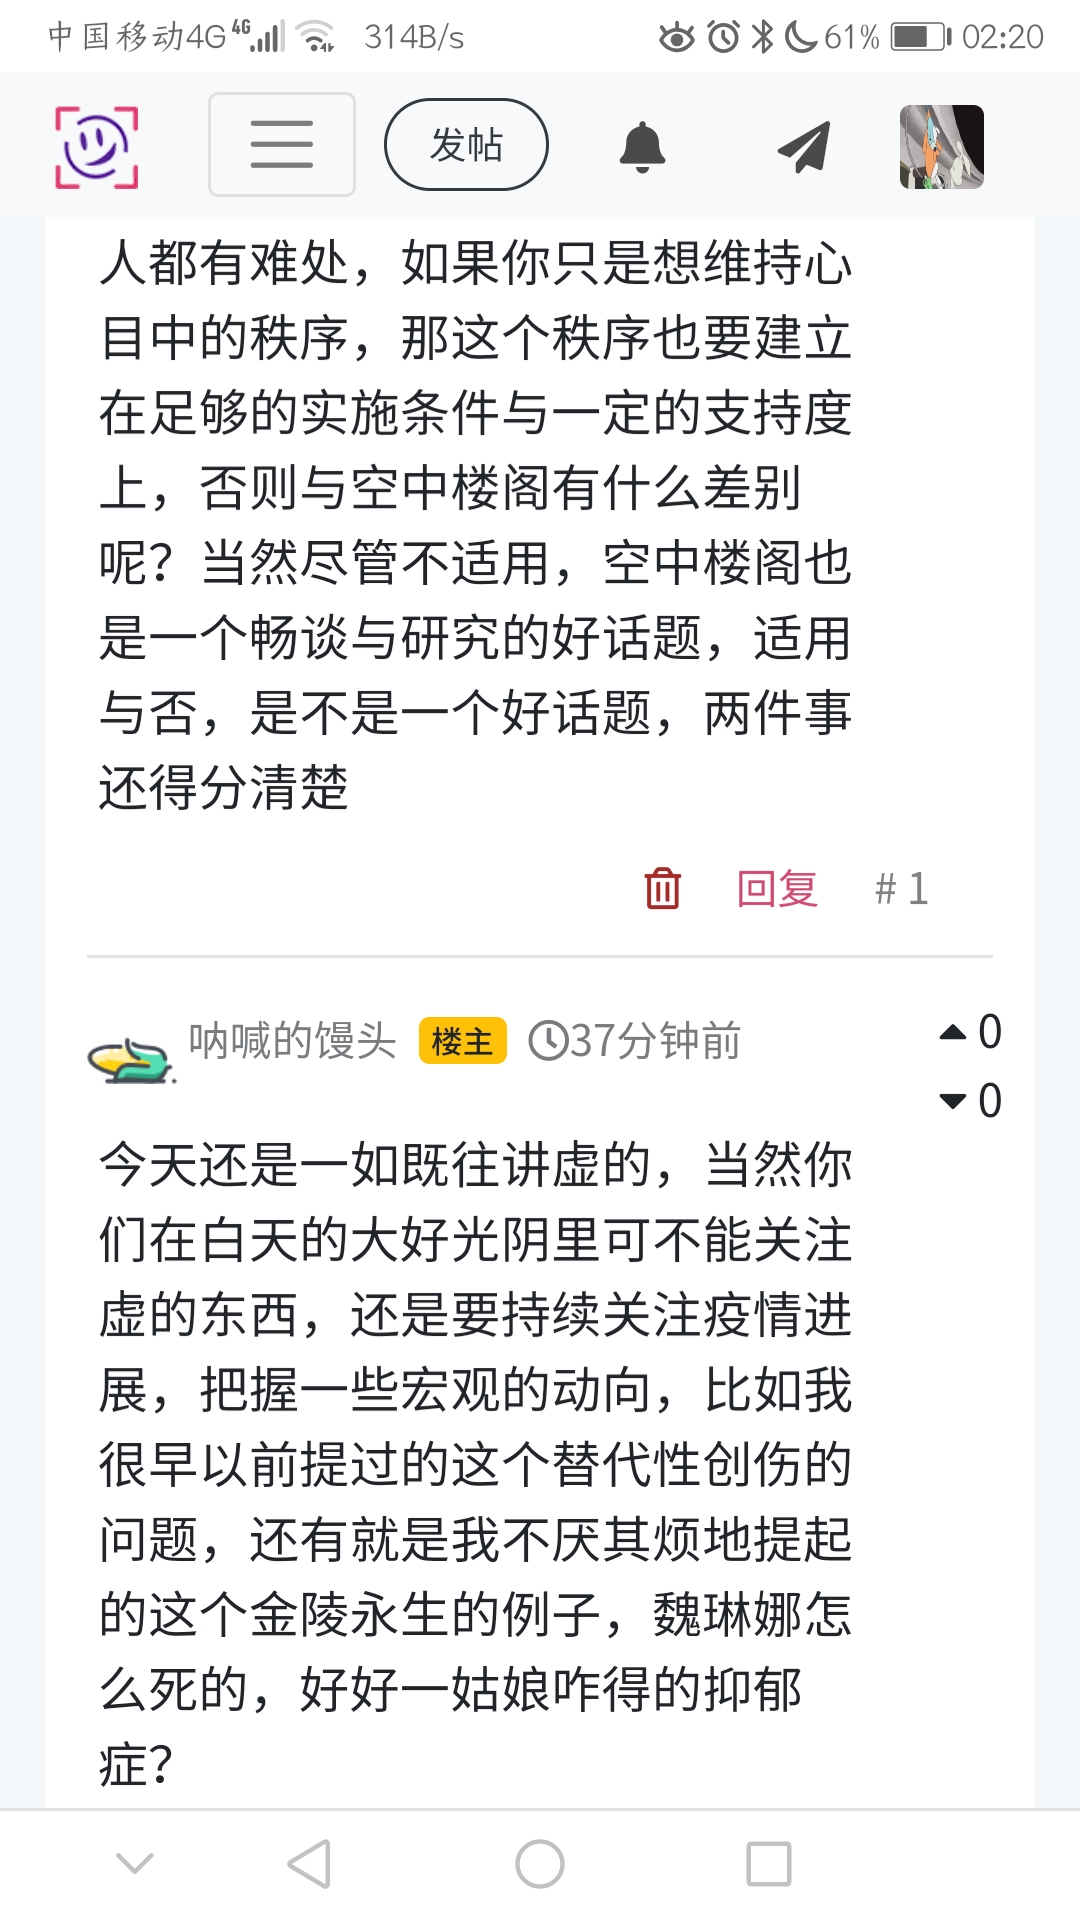 中国移动4G 4G 314B/s 61% 02:20
发帖
人都有难处，如果你只是想维持心
目中的秩序，那这个秩序也要建立
在足够的实施条件与一定的支持度
上，否则与空中楼阁有什么差别
呢？当然尽管不适用，空中楼阁也
是一个畅谈与研究的好话题，适用
与否，是不是一个好话题，两件事
还得分清楚
回复 # 1
呐喊的馒头 楼主 37分钟前 0
0
今天还是一如既往讲虚的，当然你
们在白天的大好光阴里可不能关注
虚的东西，还是要持续关注疫情进
展，把握一些宏观的动向，比如我
很早以前提过的这个替代性创伤的
问题，还有就是我不厌其烦地提起
的这个金陵永生的例子，魏琳娜怎
么死的，好好一姑娘咋得的抑郁
症？